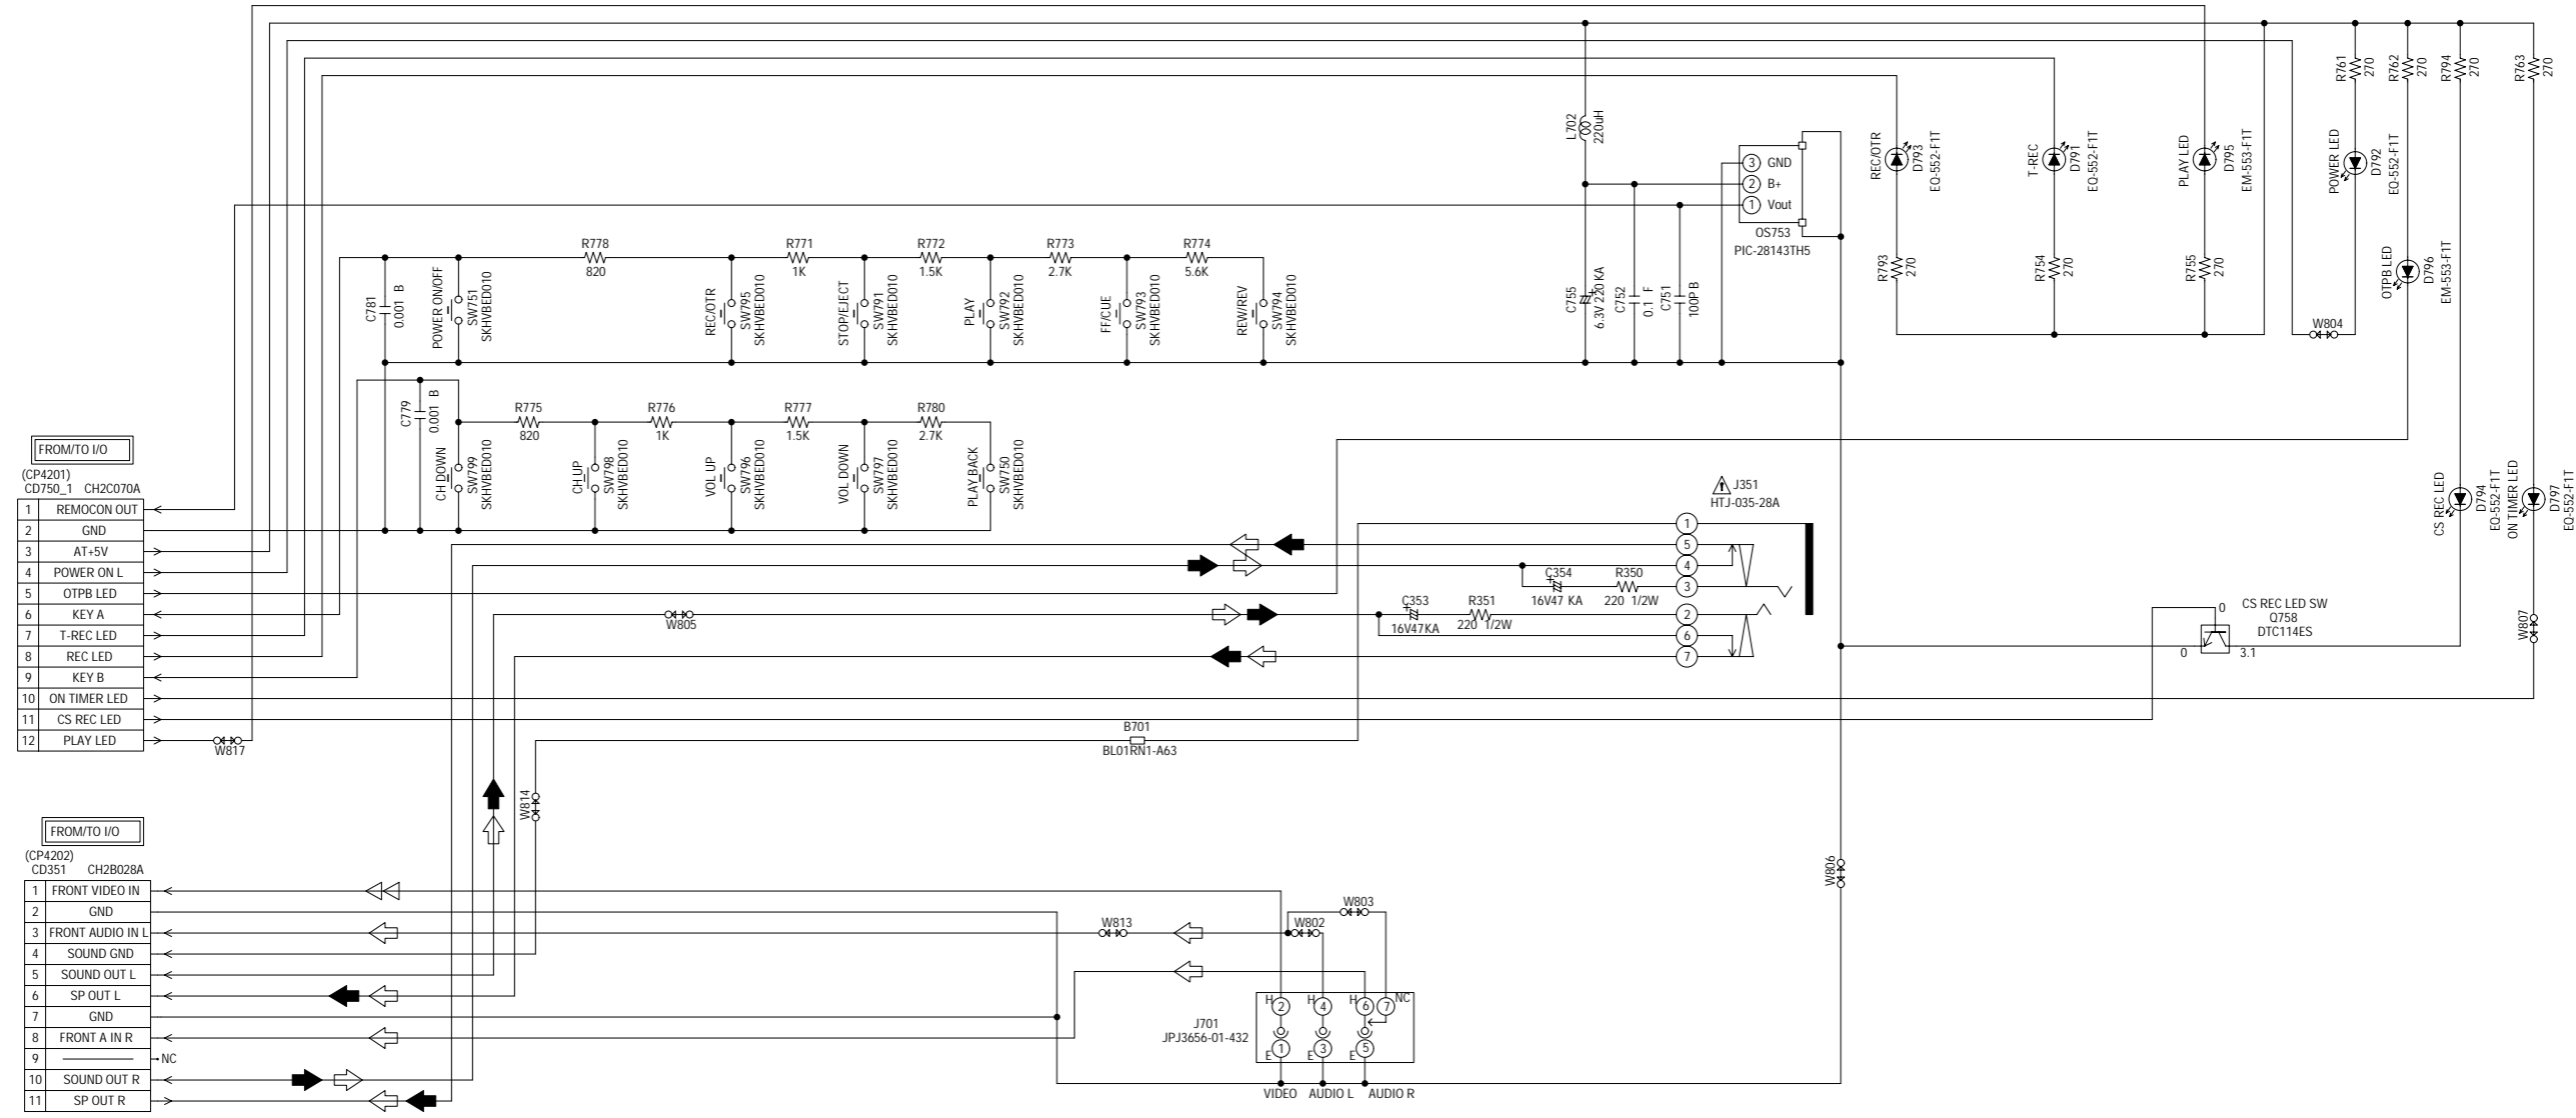 R761
270
R762
270
R794
270
R763
270
L702
220uH
3 GND
2 B+
1 Vout
OS753
PIC-28143TH5
REC/OTR
D793
EQ-552-F1T
T-REC
D791
EQ-552-F1T
PLAY LED
D795
EM-553-F1T
POWER LED
D792
EQ-552-F1T
OTPB LED
D796
EM-553-F1T
R793
270
R754
270
R755
270
W804
R778
820
R771
1K
R772
1.5K
R773
2.7K
R774
5.6K
C781
0.001 B
POWER ON/OFF
SW751
SKHVBED010
REC/OTR
SW795
SKHVBED010
STOP/EJECT
SW791
SKHVBED010
PLAY
SW792
SKHVBED010
FF/CUE
SW793
SKHVBED010
REW/REV
SW794
SKHVBED010
C755
6.3V 220 KA
C752
0.1 F
C751
100P B
C779
0.001 B
R775
820
R776
1K
R777
1.5K
R780
2.7K
CH DOWN
SW799
SKHVBED010
CH UP
SW798
SKHVBED010
VOL UP
SW796
SKHVBED010
VOL DOWN
SW797
SKHVBED010
PLAY BACK
SW750
SKHVBED010
FROM/TO I/O
(CP4201)
CD750_1 CH2C070A
1 REMOCON OUT
2 GND
3 AT+5V
4 POWER ON L
5 OTPB LED
6 KEY A
7 T-REC LED
8 REC LED
9 KEY B
10 ON TIMER LED
11 CS REC LED
12 PLAY LED
W817
J351
HTJ-035-28A
1
5
4
3
2
6
7
C354
16V47 KA
R350
220 1/2W
C353
16V47KA
R351
220 1/2W
W805
CS REC LED
D794
EQ-552-F1T
ON TIMER LED
D797
EQ-552-F1T
CS REC LED SW
Q758
DTC114ES
0
0
3.1
W807
B701
BL01RN1-A63
W814
W806
FROM/TO I/O
(CP4202)
CD351 CH2B028A
1 FRONT VIDEO IN
2 GND
3 FRONT AUDIO IN L
4 SOUND GND
5 SOUND OUT L
6 SP OUT L
7 GND
8 FRONT A IN R
9 NC
10 SOUND OUT R
11 SP OUT R
W813
W802
W803
J701
JPJ3656-01-432
H 2
H 4
H 6
7 NC
E 1
E 3
E 5
VIDEO AUDIO L AUDIO R